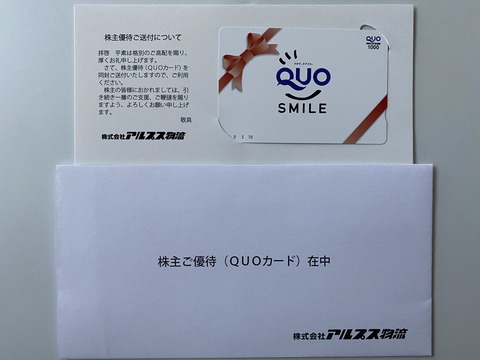 株主優待ご送付について
拝啓　平素は格別のご高配を賜り、
厚くお礼申し上げます。
さて、株主優待（QUOカード）を
同封ご送付いたしますので、ご利用
ください。
株主の皆様におかれましては、引
き続き一層のご支援、ご鞭撻を賜り
ますよう、よろしくお願い申し上げ
ます。
敬具
株式会社アルプス物流
QUO
1000
QUO
SMILE
0 5 10
株主ご優待（QUOカード）在中
株式会社アルプス物流